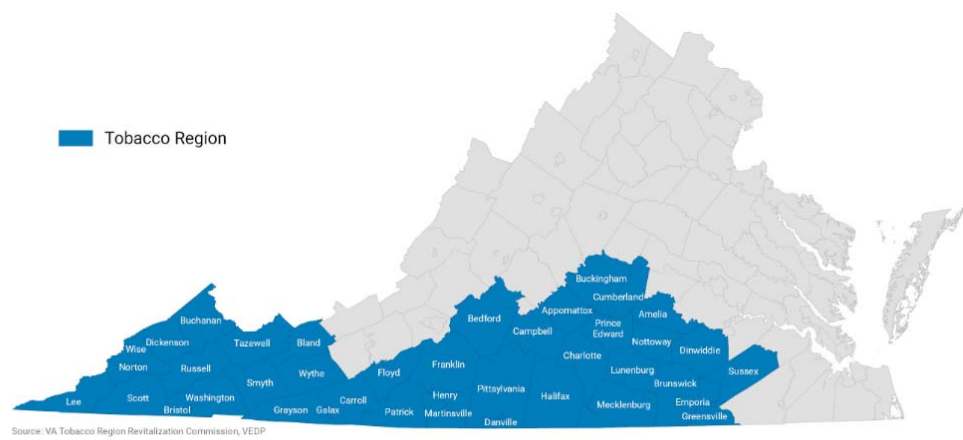 Tobacco Region
Buckingham
Cumberland
Buchanan
Bedford
Appomattox
Amelia
Prince
Edward
Campbell
Dickenson
Wise
Tazewell
Bland
Nottoway
Dinwiddie
Charlotte
Norton
Russell
Franklin
Floyd
Wythe
Lunenburg
Sussex
Smyth
Brunswick
Pittsylvania
Henry
Halifax
Lee
Scott
Washington
Carroll
Mecklenburg
Emporia
Bristol
Grayson
Galax
Patrick
Martinsville
Greensville
Danville
Source: VA Tobacco Region Revitalization Commission, VEDP